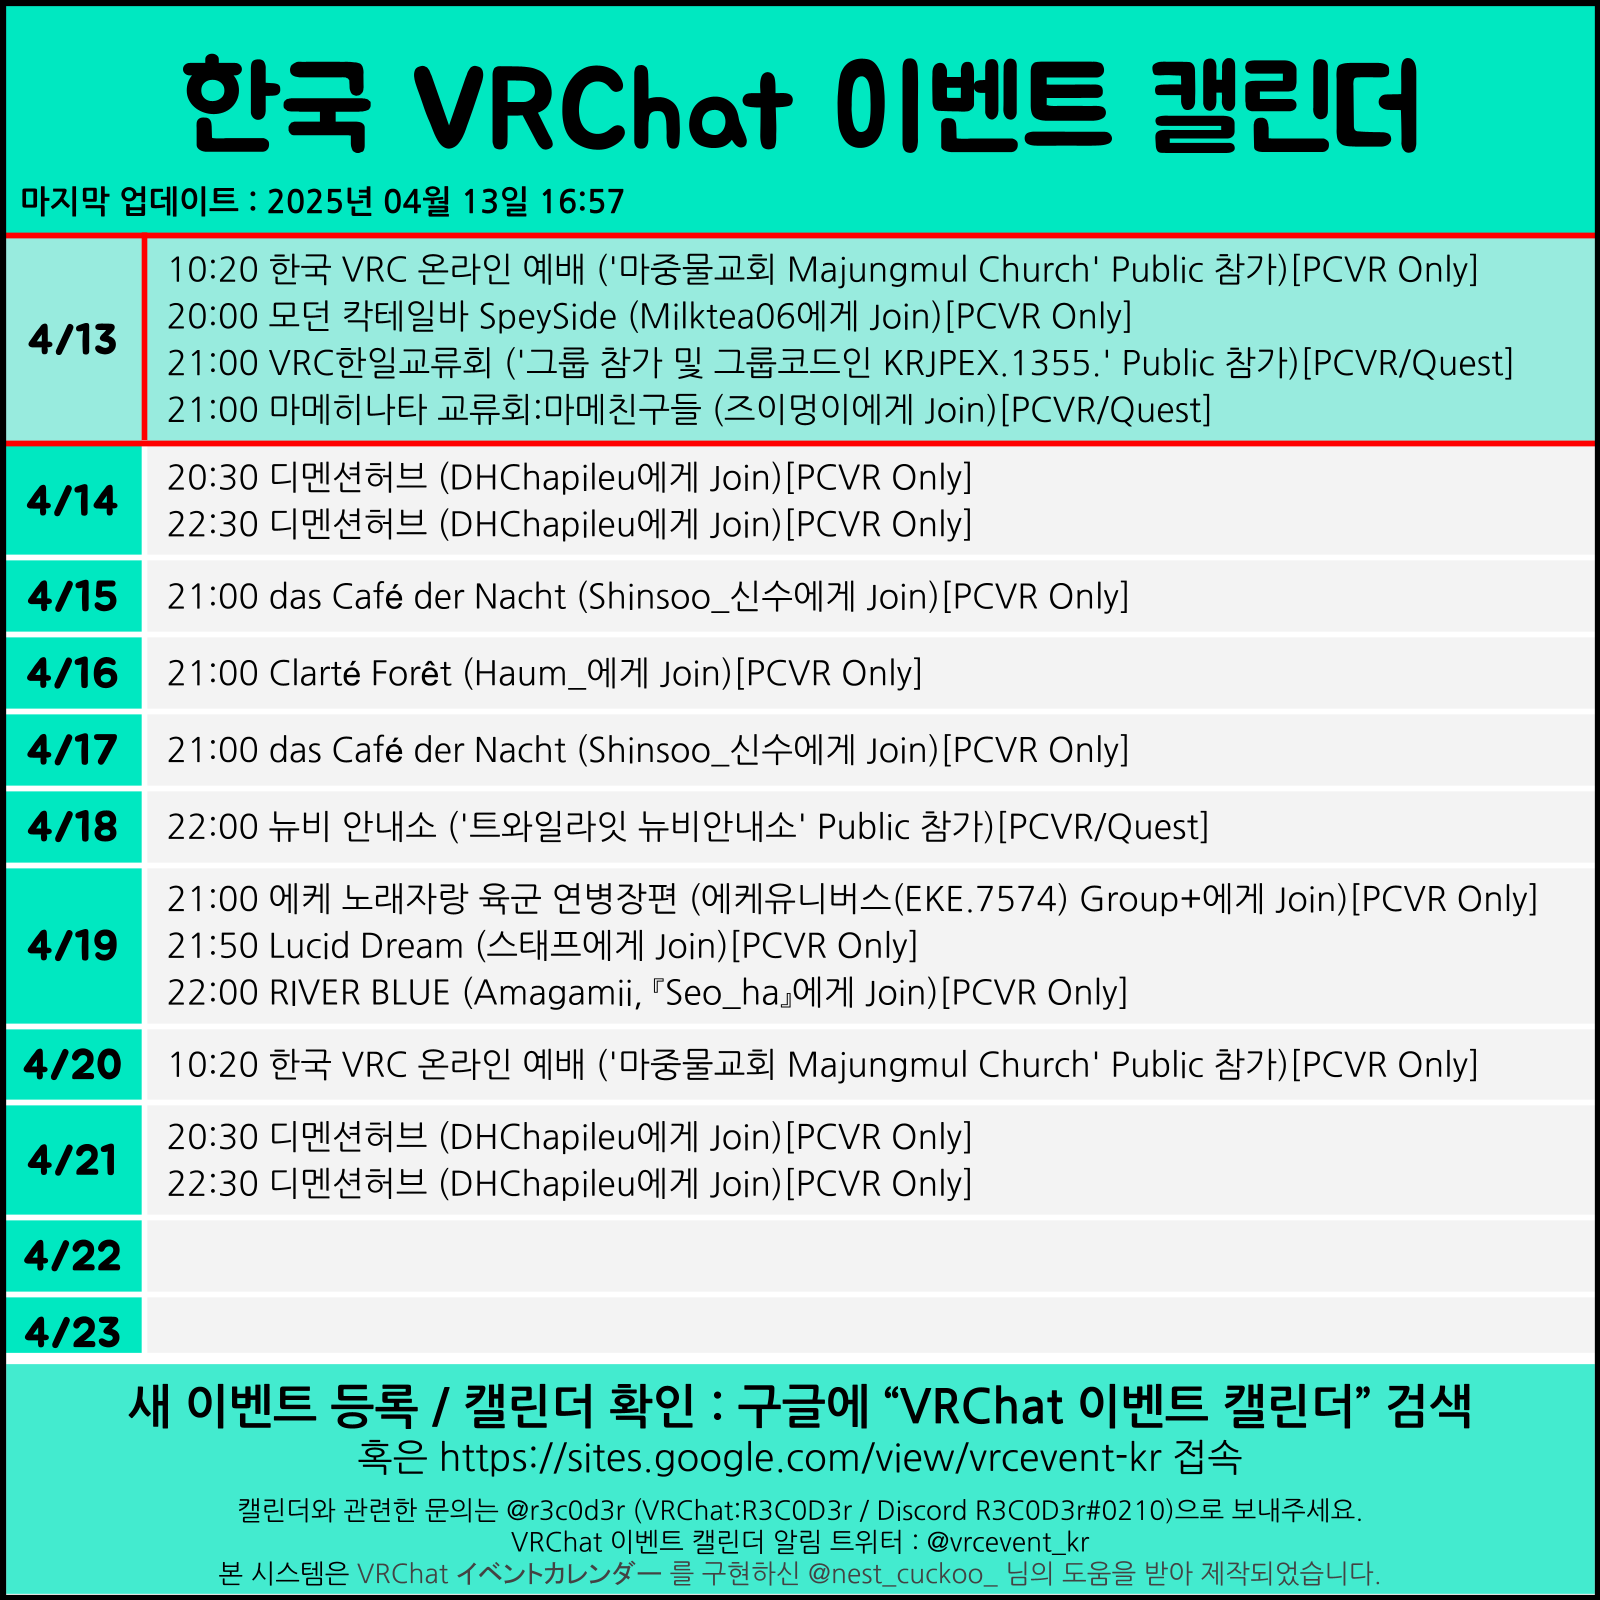 한국 VRChat 이벤트 캘린더
마지막 업데이트 : 2025년 04월 13일 16:57
4/13
10:20 한국 VRC 온라인 예배 ('마중물교회 Majungmul Church' Public 참가)[PCVR Only]
20:00 모던 칵테일바 SpeySide (Milktea06에게 Join)[PCVR Only]
21:00 VRC한일교류회 ('그룹 참가 및 그룹코드인 KRJPEX.1355.' Public 참가)[PCVR/Quest]
21:00 마메히나타 교류회:마메친구들 (즈이멍이에게 Join)[PCVR/Quest]
4/14
20:30 디멘션허브 (DHChapileu에게 Join)[PCVR Only]
22:30 디멘션허브 (DHChapileu에게 Join)[PCVR Only]
4/15
21:00 das Café der Nacht (Shinsoo_신수에게 Join)[PCVR Only]
4/16
21:00 Clarté Forêt (Haum_에게 Join)[PCVR Only]
4/17
21:00 das Café der Nacht (Shinsoo_신수에게 Join)[PCVR Only]
4/18
22:00 뉴비 안내소 ('트와일라잇 뉴비안내소' Public 참가)[PCVR/Quest]
4/19
21:00 에케 노래자랑 육군 연병장편 (에케유니버스(EKE.7574) Group+에게 Join)[PCVR Only]
21:50 Lucid Dream (스태프에게 Join)[PCVR Only]
22:00 RIVER BLUE (Amagamii, 『Seo_ha』에게 Join)[PCVR Only]
4/20
10:20 한국 VRC 온라인 예배 ('마중물교회 Majungmul Church' Public 참가)[PCVR Only]
4/21
20:30 디멘션허브 (DHChapileu에게 Join)[PCVR Only]
22:30 디멘션허브 (DHChapileu에게 Join)[PCVR Only]
4/22
4/23
새 이벤트 등록 / 캘린더 확인 : 구글에 “VRChat 이벤트 캘린더” 검색
혹은 https://sites.google.com/view/vrcevent-kr 접속
캘린더와 관련한 문의는 @r3c0d3r (VRChat:R3C0D3r / Discord R3C0D3r#0210)으로 보내주세요.
VRChat 이벤트 캘린더 알림 트위터 : @vrcevent_kr
본 시스템은 VRChat イベントカレンダー 를 구현하신 @nest_cuckoo_ 님의 도움을 받아 제작되었습니다.